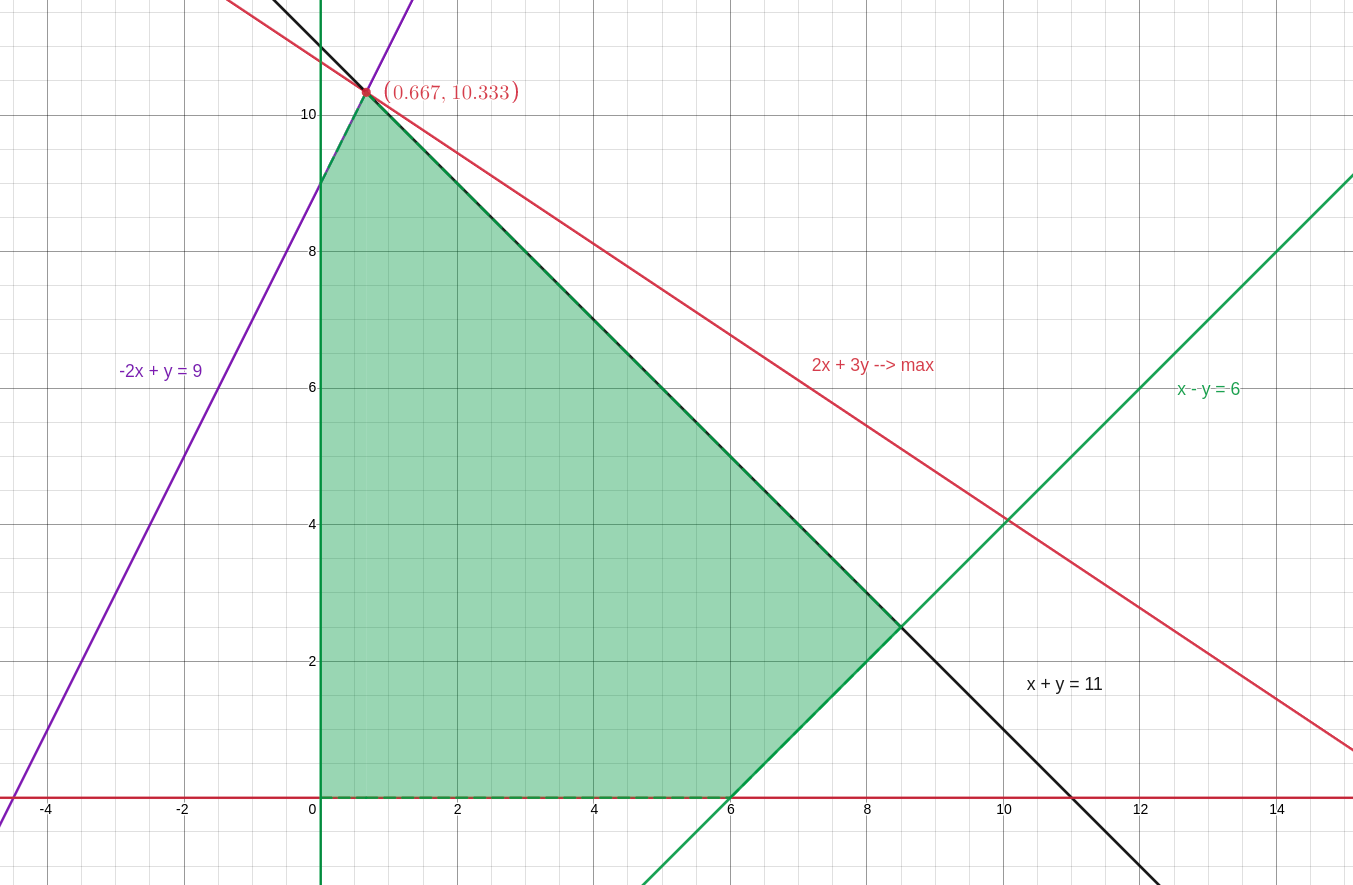 (0.667, 10.333)
10
8
-2x + y = 9
2x + 3y --> max
6
x - y = 6
4
2
x + y = 11
-4 -2 0 2 4 6 8 10 12 14